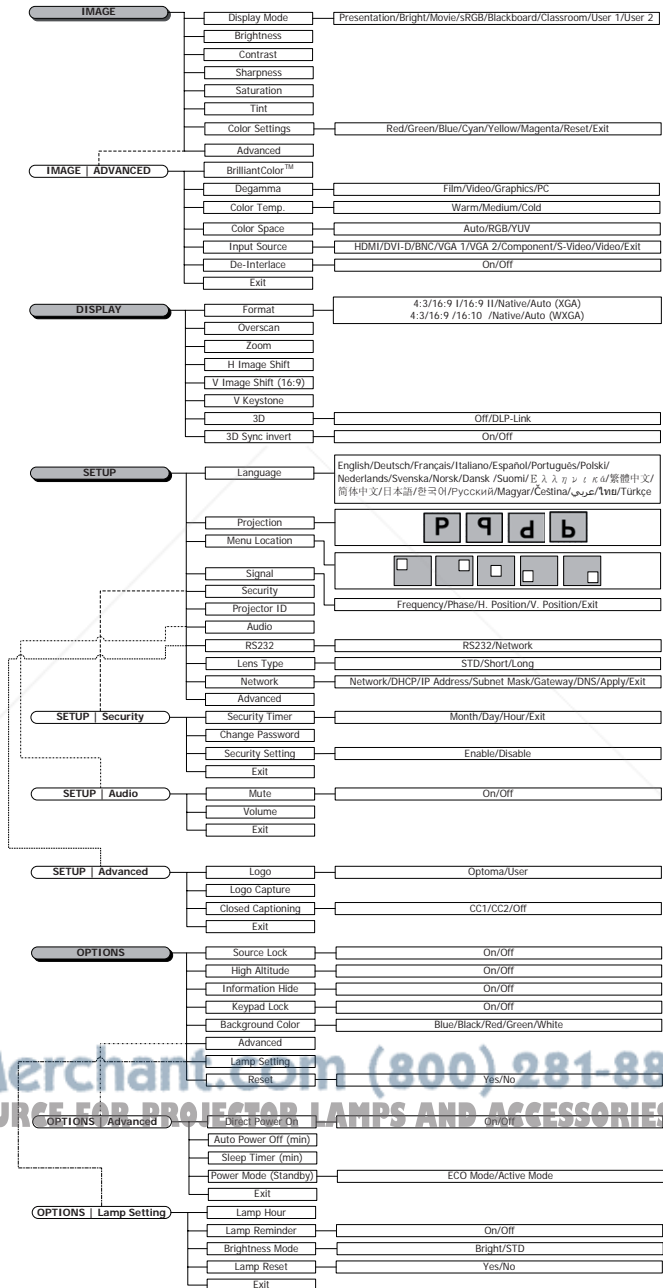 IMAGE
Display Mode Presentation/Bright/Movie/sRGB/Blackboard/Classroom/User 1/User 2
Brightness
Contrast
Sharpness
Saturation
Tint
Color Settings Red/Green/Blue/Cyan/Yellow/Magenta/Reset/Exit
Advanced
IMAGE | ADVANCED BrilliantColor™
Degamma Film/Video/Graphics/PC
Color Temp. Warm/Medium/Cold
Color Space Auto/RGB/YUV
Input Source HDMI/DVI-D/BNC/VGA 1/VGA 2/Component/S-Video/Video/Exit
De-Interlace On/Off
Exit
DISPLAY Format 4:3/16:9 I/16:9 II/Native/Auto (XGA)
4:3/16:9 /16:10 /Native/Auto (WXGA)
Overscan
Zoom
H Image Shift
V Image Shift (16:9)
V Keystone
3D Off/DLP-Link
3D Sync invert On/Off
SETUP Language English/Deutsch/Français/Italiano/Español/Português/Polski/
Nederlands/Svenska/Norsk/Dansk /Suomi/Ελληνικά/繁體中文/
简体中文/日本語/한국어/Русский/Magyar/Čeština/عربي/ไทย/Türkçe
Projection P
Menu Location
Signal Frequency/Phase/H. Position/V. Position/Exit
Security
Projector ID
Audio
RS232 RS232/Network
Lens Type STD/Short/Long
Network Network/DHCP/IP Address/Subnet Mask/Gateway/DNS/Apply/Exit
Advanced
SETUP | Security Security Timer Month/Day/Hour/Exit
Change Password
Security Setting Enable/Disable
Exit
SETUP | Audio Mute On/Off
Volume
Exit
SETUP | Advanced Logo Optoma/User
Logo Capture
Closed Captioning CC1/CC2/Off
Exit
OPTIONS Source Lock On/Off
High Altitude On/Off
Information Hide On/Off
Keypad Lock On/Off
Background Color Blue/Black/Red/Green/White
Advanced
Lamp Setting
Reset Yes/No
Merchant.com (800) 281-88
URCE FOR PROJECTOR LAMPS AND ACCESSORIES
OPTIONS | Advanced Direct Power On On/Off
Auto Power Off (min)
Sleep Timer (min)
Power Mode (Standby) ECO Mode/Active Mode
Exit
OPTIONS | Lamp Setting Lamp Hour
Lamp Reminder On/Off
Brightness Mode Bright/STD
Lamp Reset Yes/No
Exit